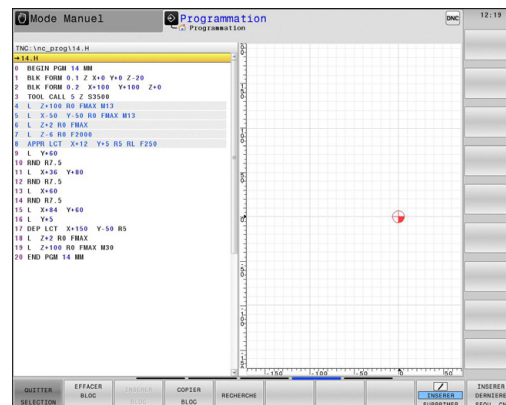 Mode Manuel
Programmation
Programmation
DNC
12:19
TNC:\nc_prog\14.H
→14.H
0 BEGIN PGM 14 MM
1 BLK FORM 0.1 Z X+0 Y+0 Z-20
2 BLK FORM 0.2 X+100 Y+100 Z+0
3 TOOL CALL 5 Z S3500
4 L Z+100 R0 FMAX M13
5 L X-50 Y-50 R0 FMAX M13
6 L Z+2 R0 FMAX
7 L Z-6 R0 F2000
8 APPR LCT X+12 Y+5 R5 RL F250
9 L Y+60
10 RND R7.5
11 L X+36 Y+80
12 RND R7.5
13 L X+60
14 RND R7.5
15 L X+84 Y+60
16 L Y+5
17 DEP LCT X+150 Y-50 R5
18 L Z+2 R0 FMAX
19 L Z+100 R0 FMAX M30
20 END PGM 14 MM
-150 -100 -50 0 50
QUITTER
SELECTION
EFFACER
BLOC
INSERER
BLOC
COPIER
BLOC
RECHERCHE
INSERER
INSERER
DERNIERE